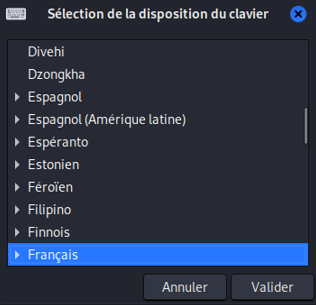 Sélection de la disposition du clavier
Divehi
Dzongkha
Espagnol
Espagnol (Amérique latine)
Espéranto
Estonien
Féroïen
Filipino
Finnois
Français
Annuler
Valider